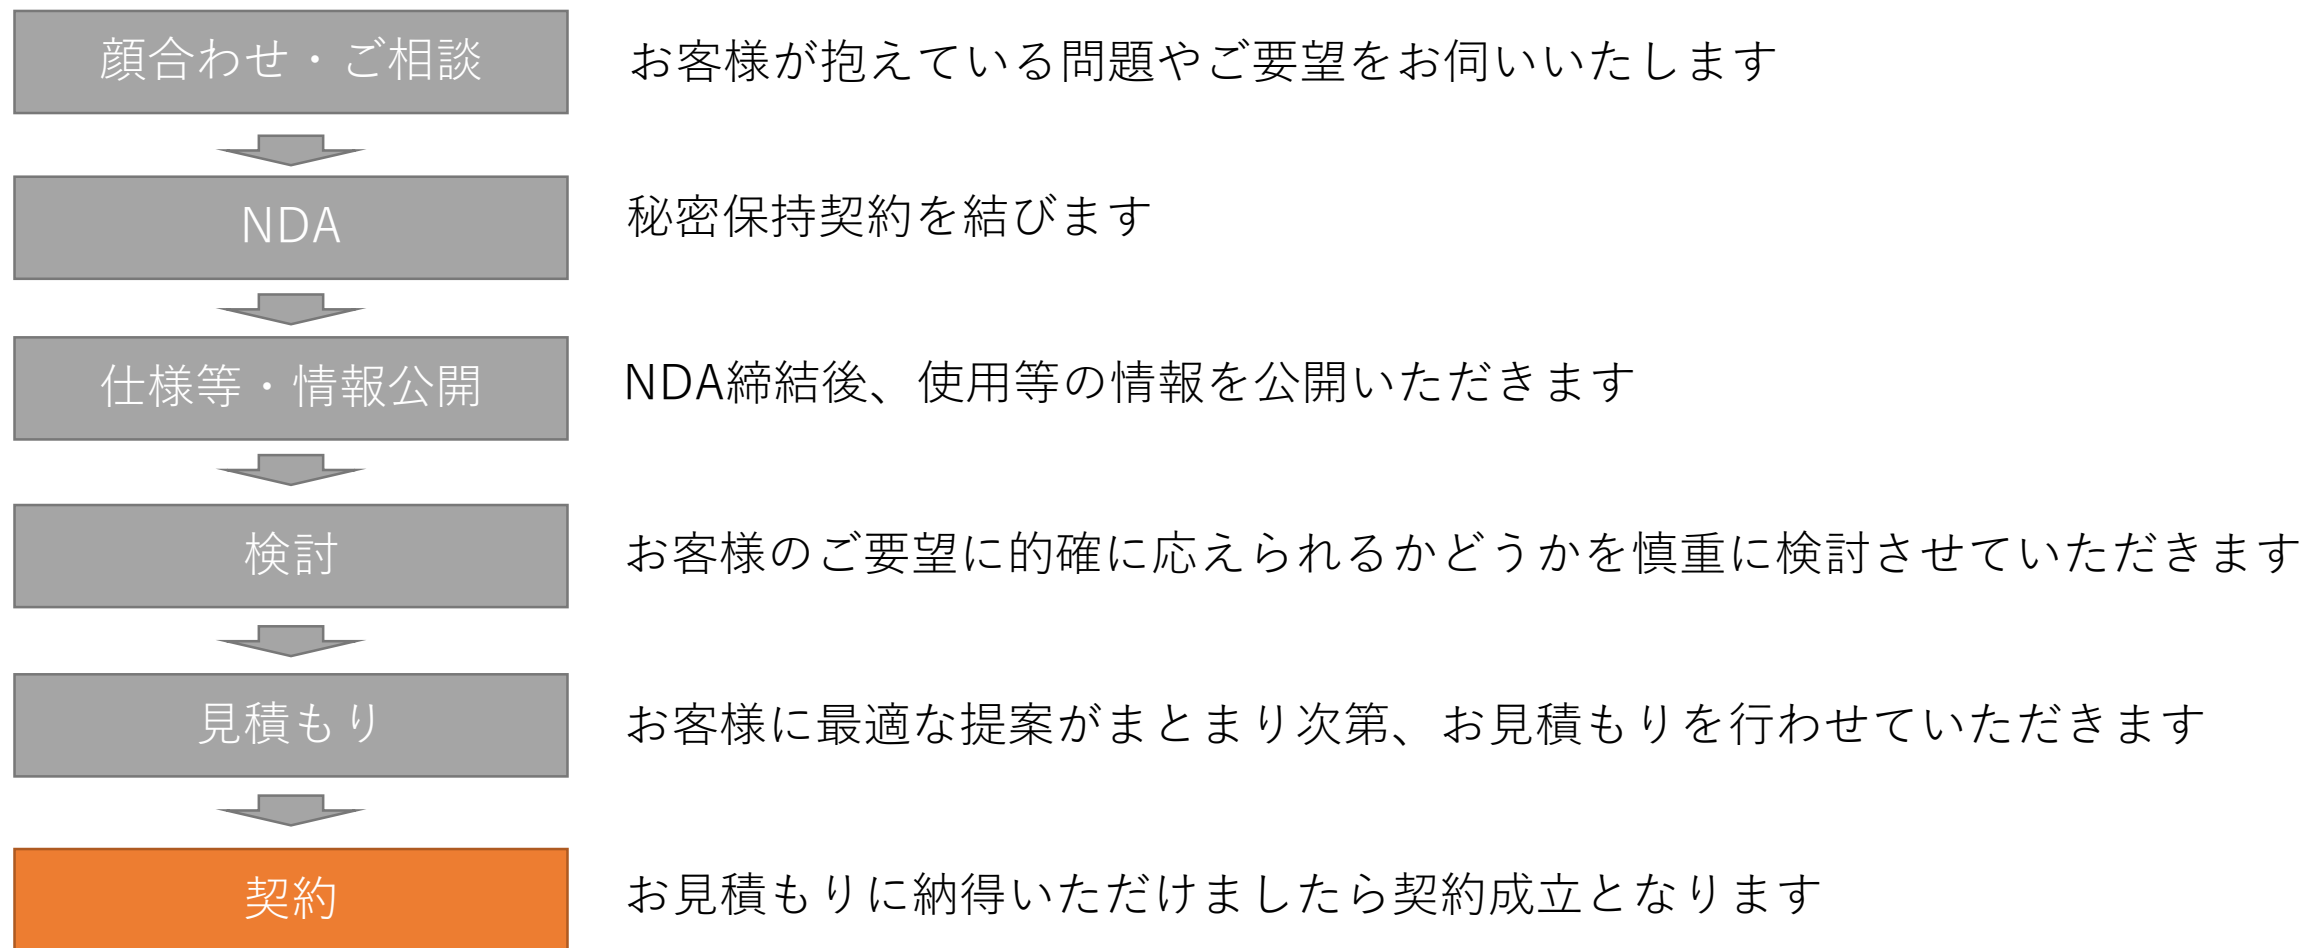 顔合わせ・ご相談
お客様が抱えている問題やご要望をお伺いいたします
NDA
秘密保持契約を結びます
仕様等・情報公開
NDA締結後、使用等の情報を公開いただきます
検討
お客様のご要望に的確に応えられるかどうかを慎重に検討させていただきます
見積もり
お客様に最適な提案がまとまり次第、お見積もりを行わせていただきます
契約
お見積もりに納得いただけましたら契約成立となります